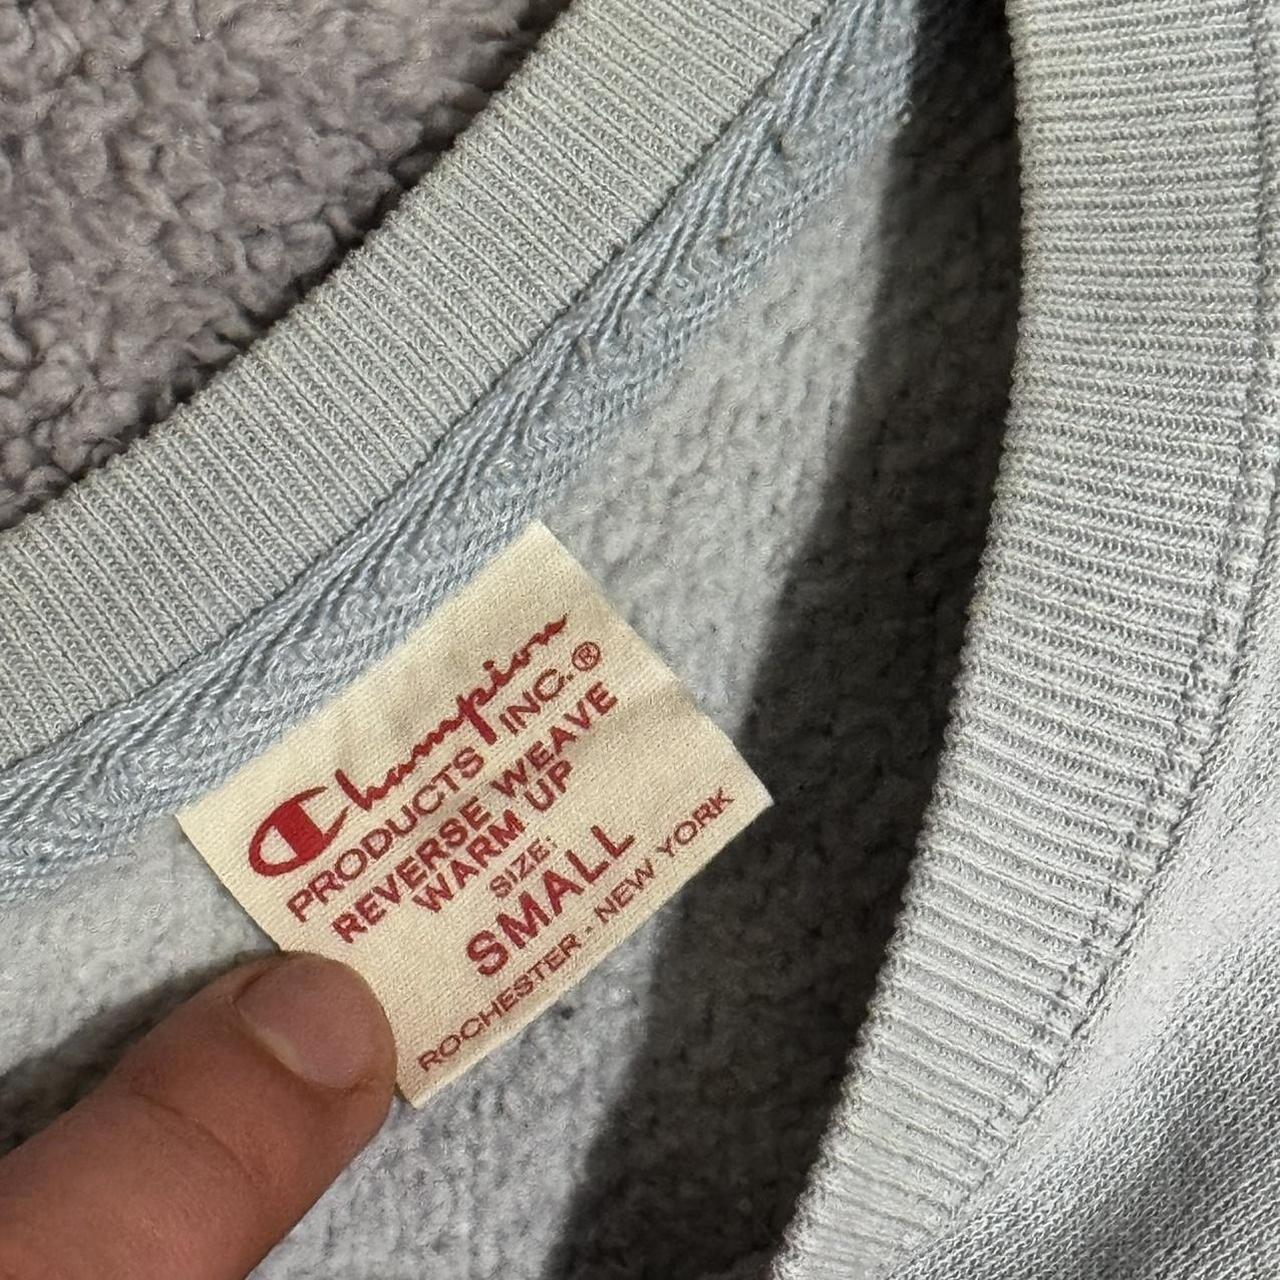 Champion
PRODUCTS INC.®
REVERSE WEAVE
WARM UP
SIZE:
SMALL
ROCHESTER - NEW YORK